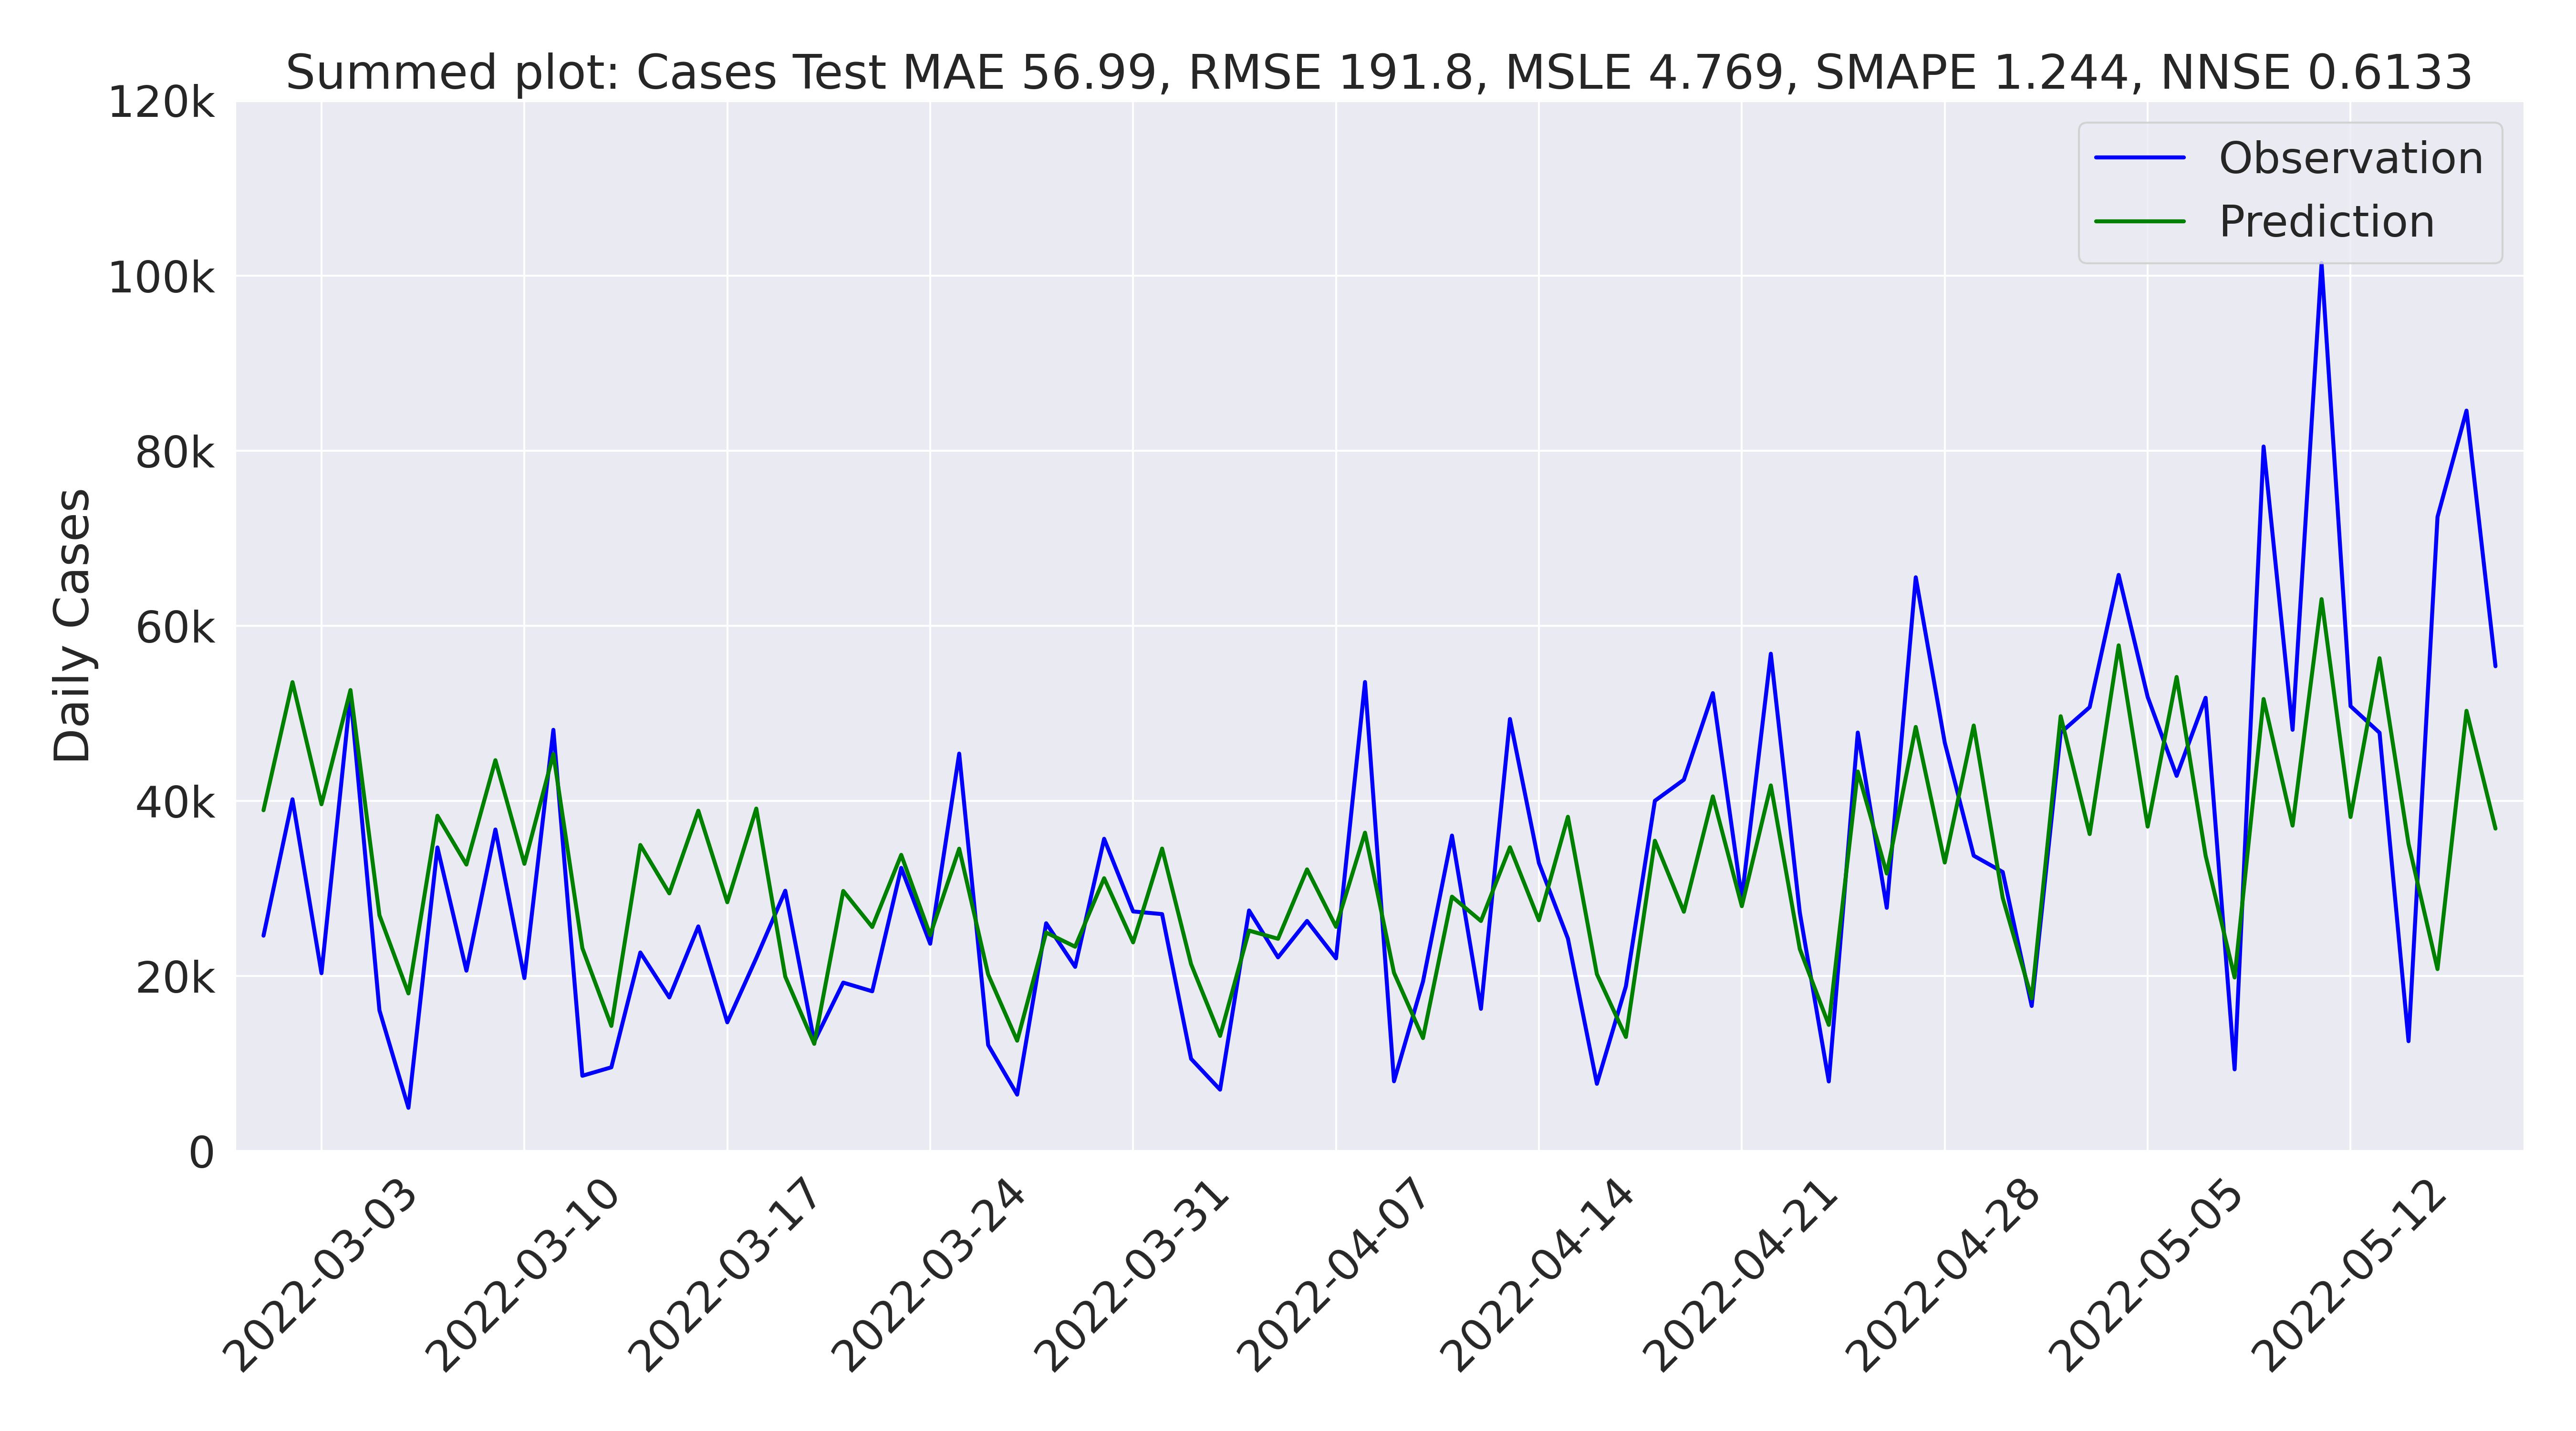 Summed plot: Cases Test MAE 56.99, RMSE 191.8, MSLE 4.769, SMAPE 1.244, NNSE 0.6133
120k
100k
80k
60k
40k
20k
0
Daily Cases
Observation
Prediction
2022-03-03
2022-03-10
2022-03-17
2022-03-24
2022-03-31
2022-04-07
2022-04-14
2022-04-21
2022-04-28
2022-05-05
2022-05-12